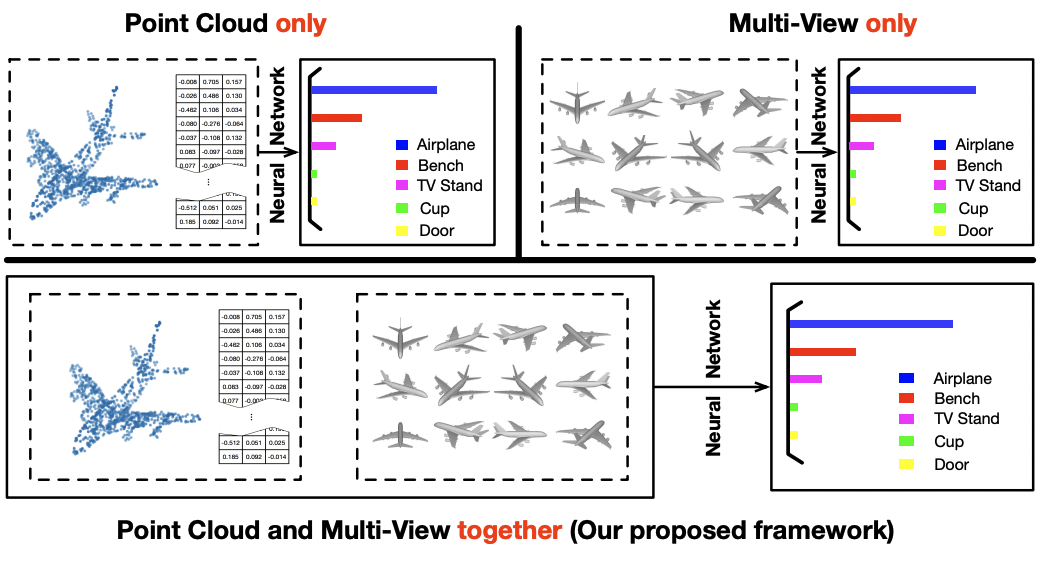 Point Cloud only
-0.008 0.705 0.157
-0.026 0.486 0.130
-0.462 0.106 0.034
-0.080 -0.276 -0.064
-0.037 -0.108 0.132
0.083 -0.097 -0.028
0.077
⋮
-0.512 0.051 0.025
0.185 0.092 -0.014
Neural Network
Airplane
Bench
TV Stand
Cup
Door
Multi-View only
Neural Network
Airplane
Bench
TV Stand
Cup
Door
-0.008 0.705 0.157
-0.026 0.486 0.130
-0.462 0.106 0.034
-0.080 -0.276 -0.064
-0.037 -0.108 0.132
0.083 -0.097 -0.028
0.077
⋮
-0.512 0.051 0.025
0.185 0.092 -0.014
Neural Network
Airplane
Bench
TV Stand
Cup
Door
Point Cloud and Multi-View together (Our proposed framework)